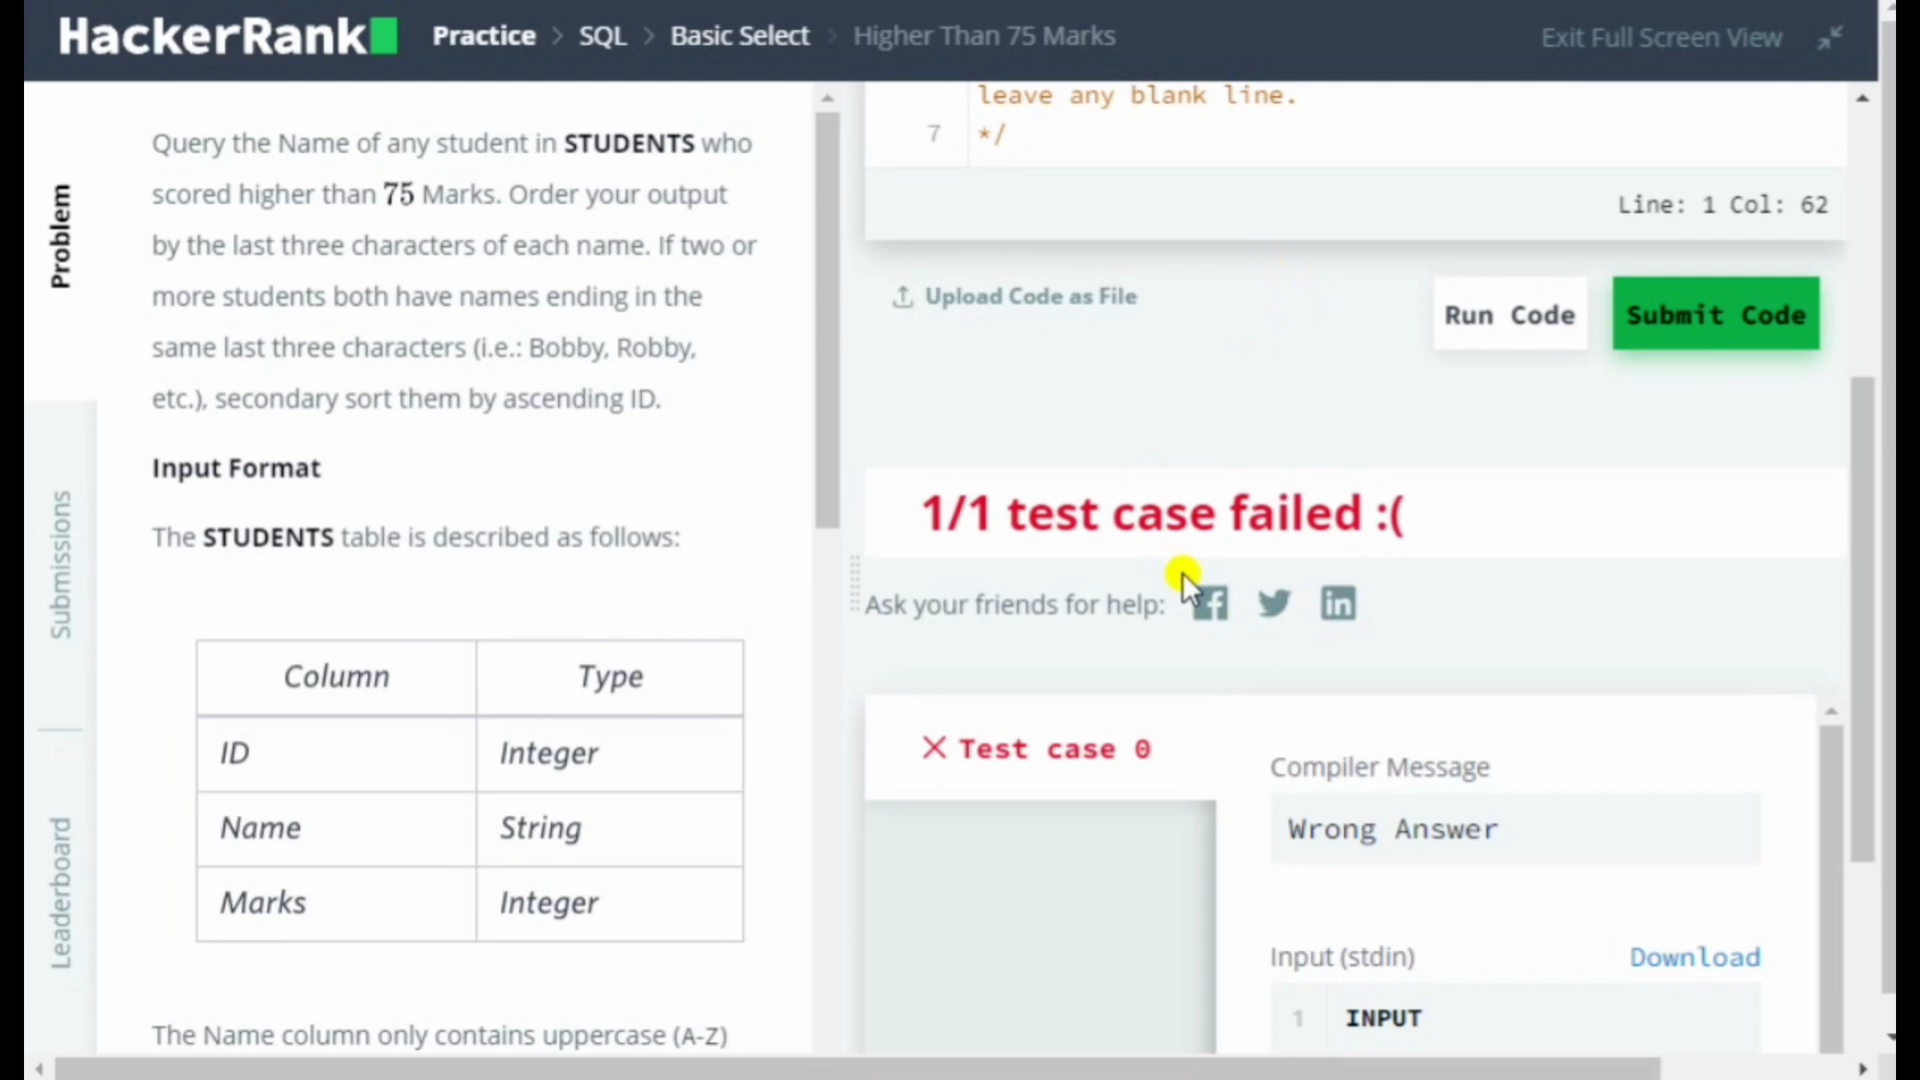 HackerRank
Practice > SQL > Basic Select > Higher Than 75 Marks
Exit Full Screen View
Problem
Submissions
Leaderboard
Query the Name of any student in STUDENTS who
scored higher than 75 Marks. Order your output
by the last three characters of each name. If two or
more students both have names ending in the
same last three characters (i.e.: Bobby, Robby,
etc.), secondary sort them by ascending ID.
Input Format
The STUDENTS table is described as follows:
Column Type
ID Integer
Name String
Marks Integer
The Name column only contains uppercase (A-Z)
leave any blank line.
7 */
Line: 1 Col: 62
Upload Code as File
Run Code
Submit Code
1/1 test case failed :(
Ask your friends for help:
Test case 0
Compiler Message
Wrong Answer
Input (stdin)
Download
1 INPUT